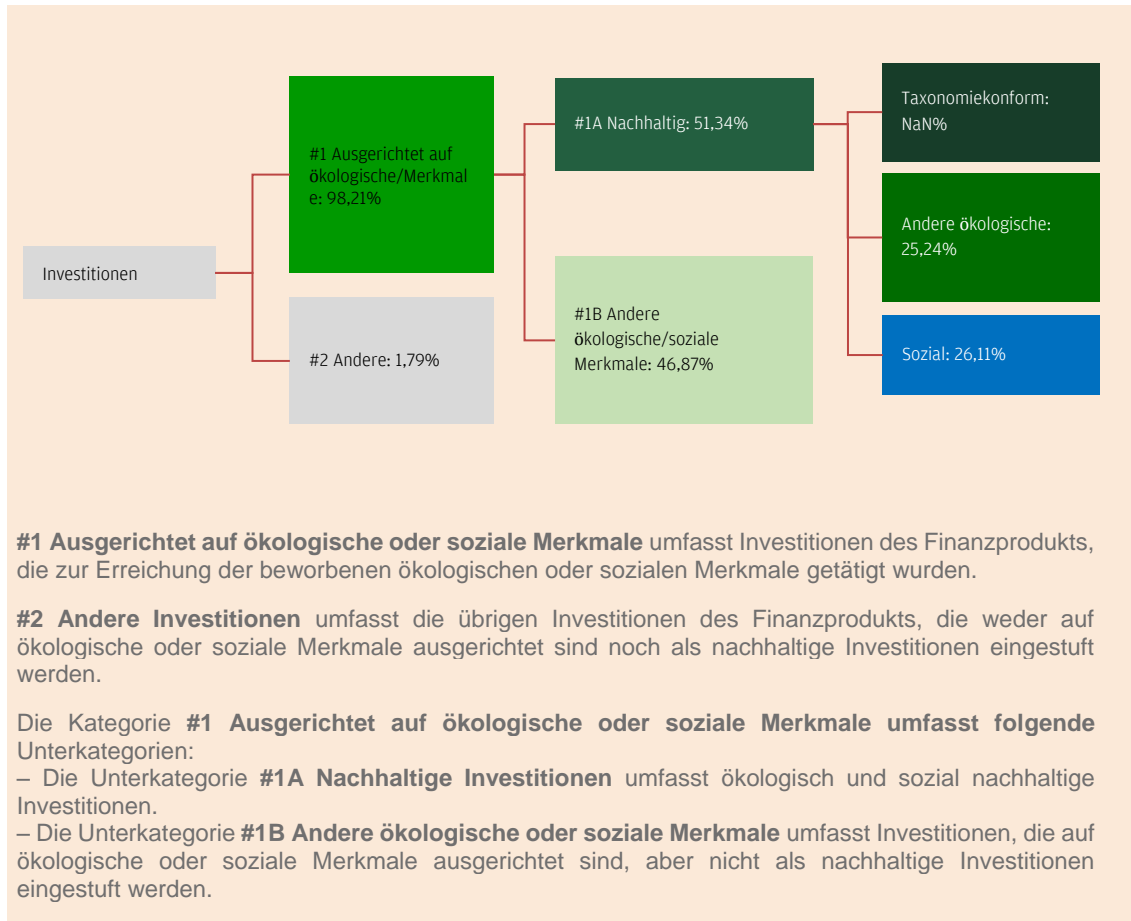 Investitionen
#1 Ausgerichtet auf
ökologische/Merkmal
e: 98,21%
#2 Andere: 1,79%
#1A Nachhaltig: 51,34%
#1B Andere
ökologische/soziale
Merkmale: 46,87%
Taxonomiekonform:
NaN%
Andere ökologische:
25,24%
Sozial: 26,11%
#1 Ausgerichtet auf ökologische oder soziale Merkmale umfasst Investitionen des Finanzprodukts,
die zur Erreichung der beworbenen ökologischen oder sozialen Merkmale getätigt wurden.
#2 Andere Investitionen umfasst die übrigen Investitionen des Finanzprodukts, die weder auf
ökologische oder soziale Merkmale ausgerichtet sind noch als nachhaltige Investitionen eingestuft
werden.
Die Kategorie #1 Ausgerichtet auf ökologische oder soziale Merkmale umfasst folgende
Unterkategorien:
– Die Unterkategorie #1A Nachhaltige Investitionen umfasst ökologisch und sozial nachhaltige
Investitionen.
– Die Unterkategorie #1B Andere ökologische oder soziale Merkmale umfasst Investitionen, die auf
ökologische oder soziale Merkmale ausgerichtet sind, aber nicht als nachhaltige Investitionen
eingestuft werden.